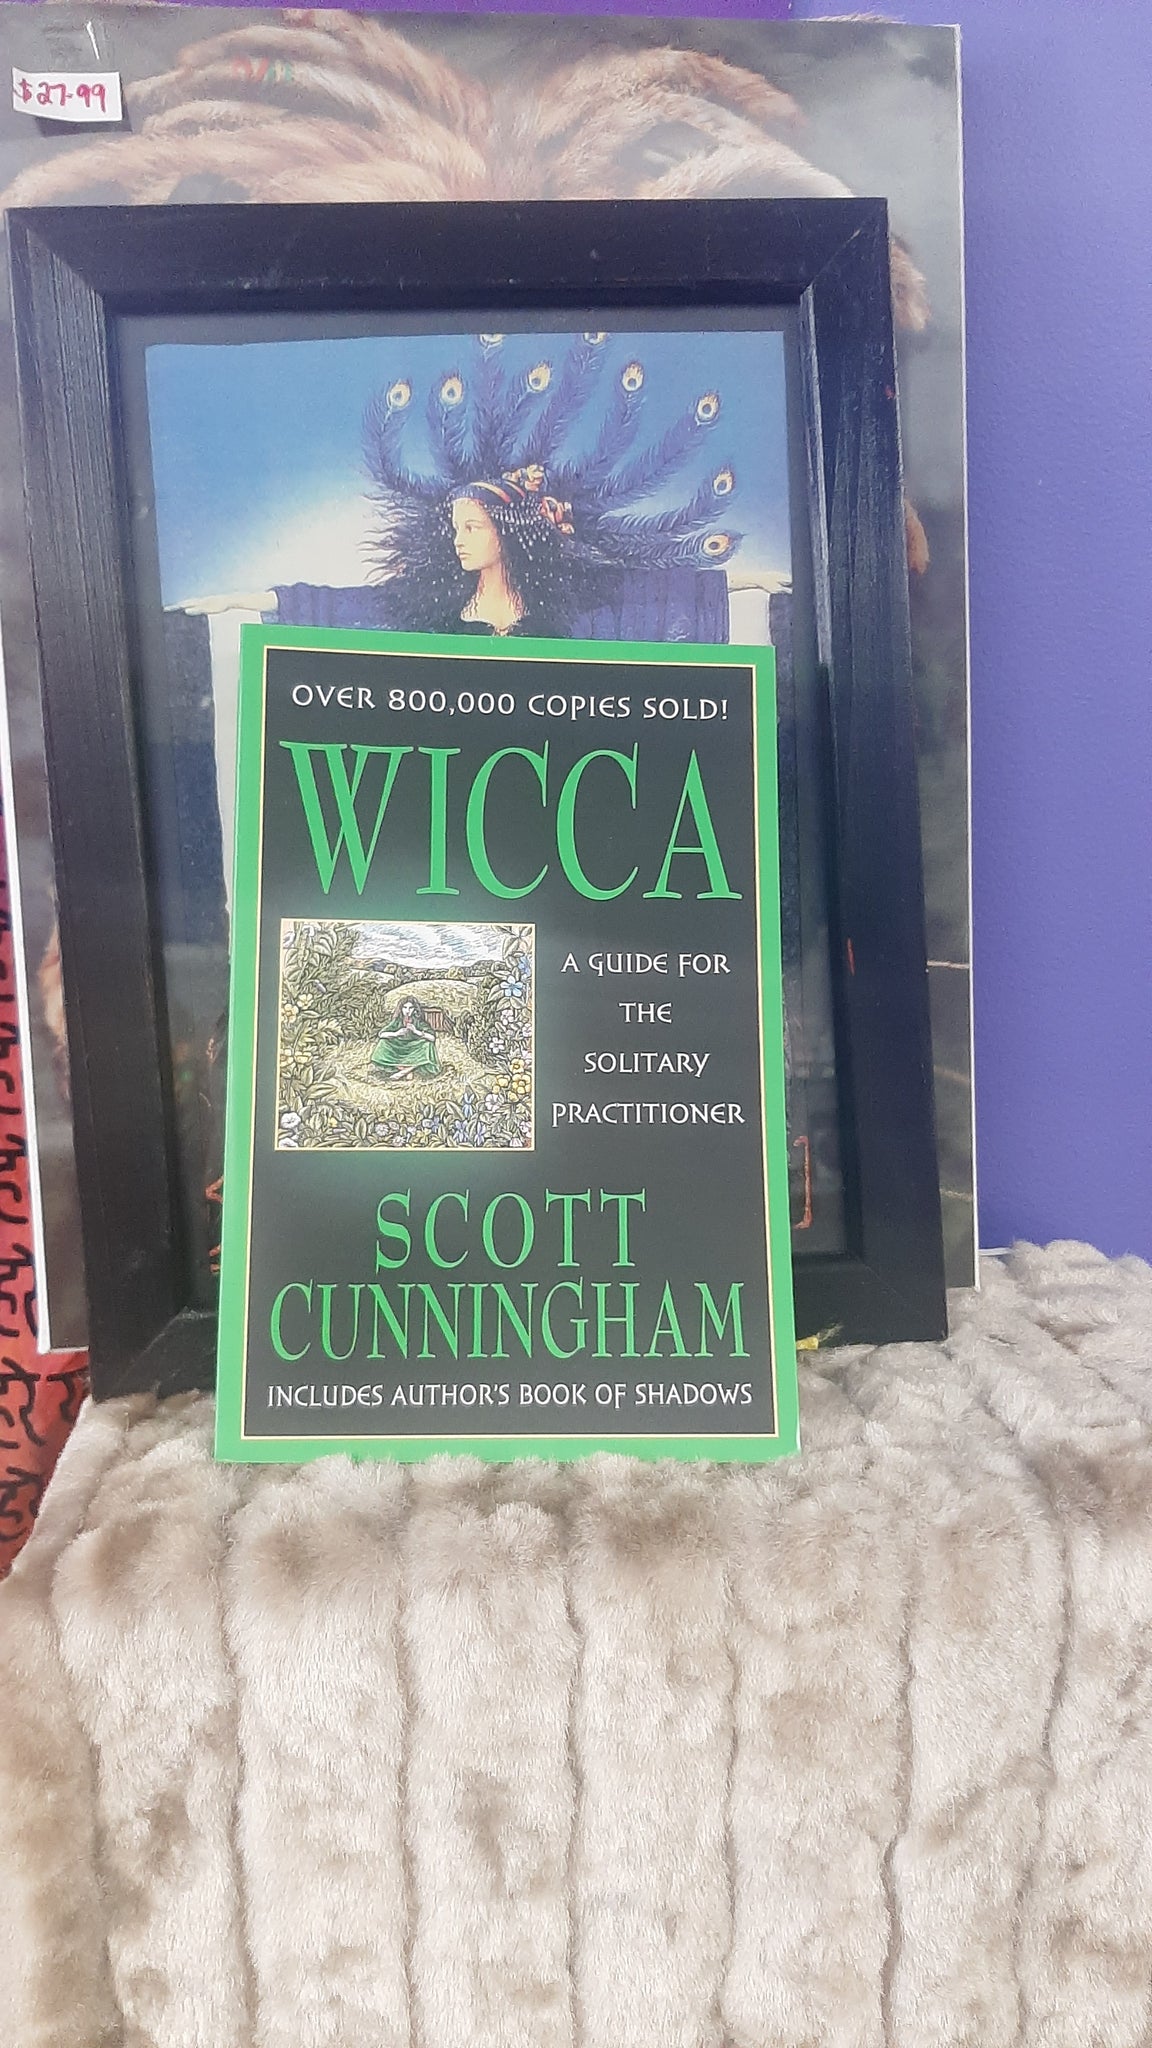 $27.99
OVER 800,000 COPIES SOLD!
WICCA
A GUIDE FOR
THE
SOLITARY
PRACTITIONER
SCOTT
CUNNINGHAM
INCLUDES AUTHOR'S BOOK OF SHADOWS